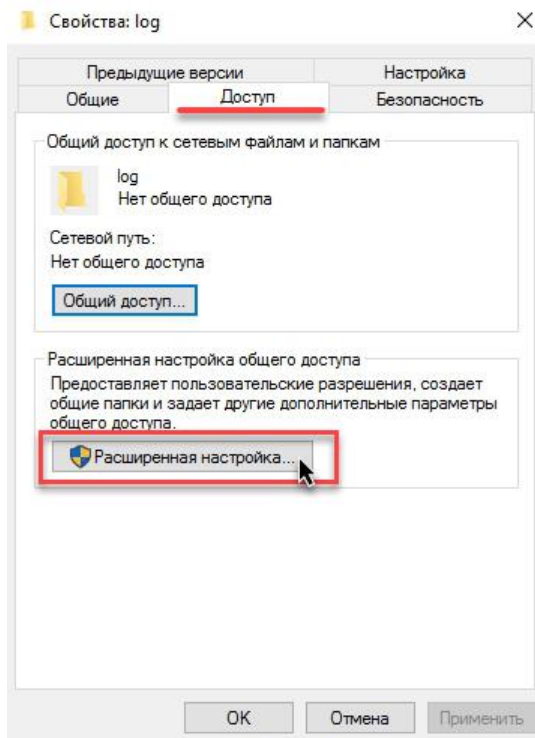 Свойства: log
Предыдущие версии
Настройка
Общие
Доступ
Безопасность
Общий доступ к сетевым файлам и папкам
log
Нет общего доступа
Сетевой путь:
Нет общего доступа
Общий доступ...
Расширенная настройка общего доступа
Предоставляет пользовательские разрешения, создает
общие папки и задает другие дополнительные параметры
общего доступа.
Расширенная настройка...
OK
Отмена
Применить